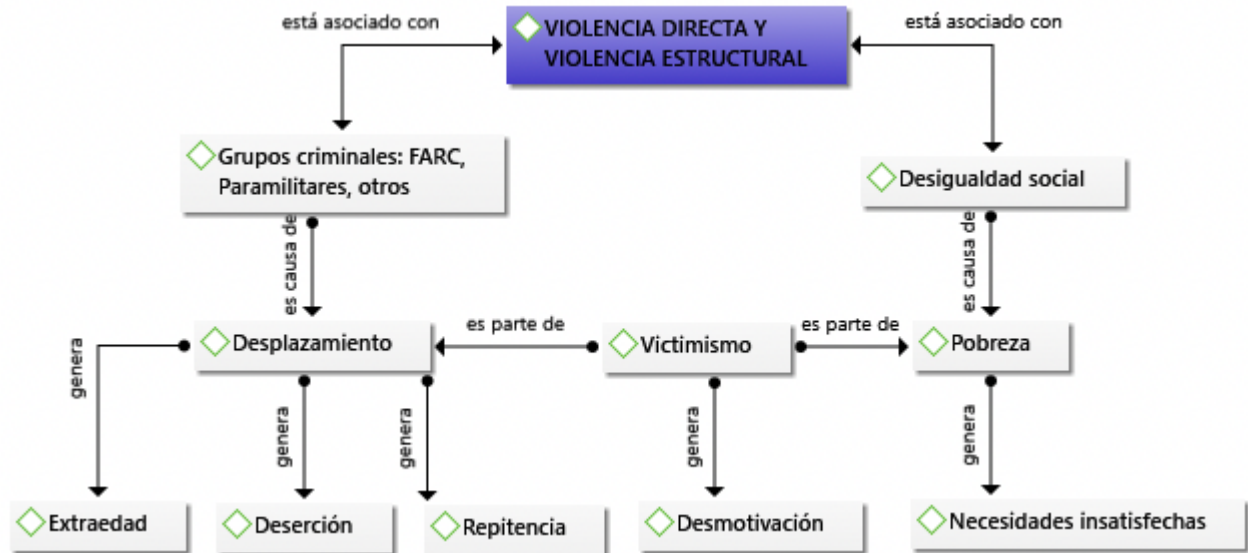 está asociado con
VIOLENCIA DIRECTA Y
VIOLENCIA ESTRUCTURAL
está asociado con
Grupos criminales: FARC,
Paramilitares, otros
Desigualdad social
es causa de
es causa de
Desplazamiento
es parte de
Victimismo
es parte de
Pobreza
genera
genera
genera
genera
genera
Extraedad
Deserción
Repitencia
Desmotivación
Necesidades insatisfechas